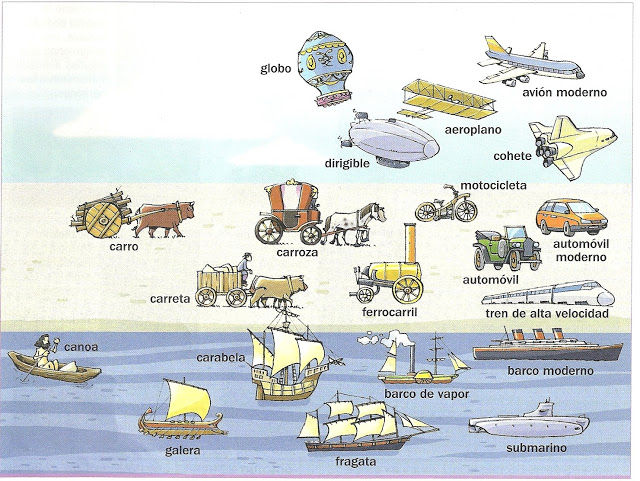 globo
avión moderno
aeroplano
dirigible
cohete
motocicleta
carro
carroza
automóvil
moderno
automóvil
carreta
ferrocarril
tren de alta velocidad
canoa
carabela
barco moderno
barco de vapor
galera
fragata
submarino